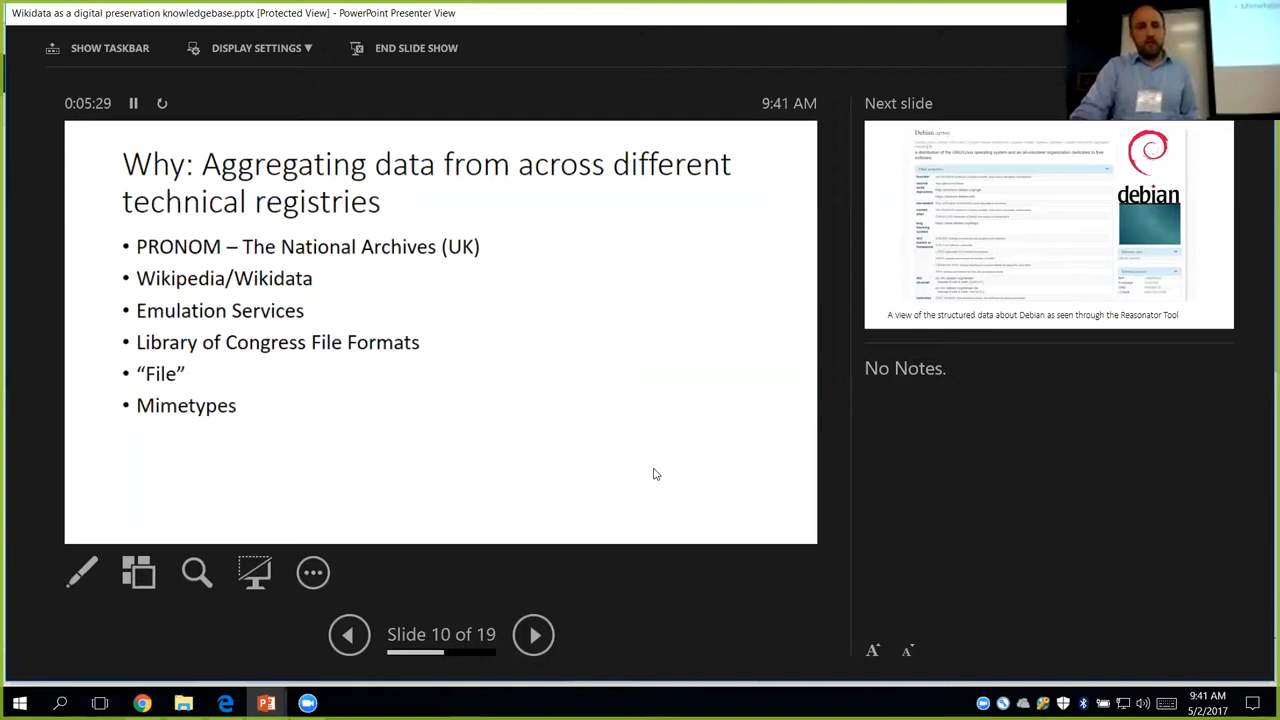 Wikidata as a digital preservation knowledgebase.pptx [Protected View] - PowerPoint Presenter View
SHOW TASKBAR
DISPLAY SETTINGS ▼
END SLIDE SHOW
0:05:29
9:41 AM
Why: Aggregating data from across different
technical registries
• PRONOM – The National Archives (UK)
• Wikipedia/Wikidata
• Emulation Services
• Library of Congress File Formats
• “File”
• Mimetypes
Slide 10 of 19
Next slide
Debian
debian
A view of the structured data about Debian as seen through the Reasonator Tool
No Notes.
A
A
9:41 AM
5/2/2017